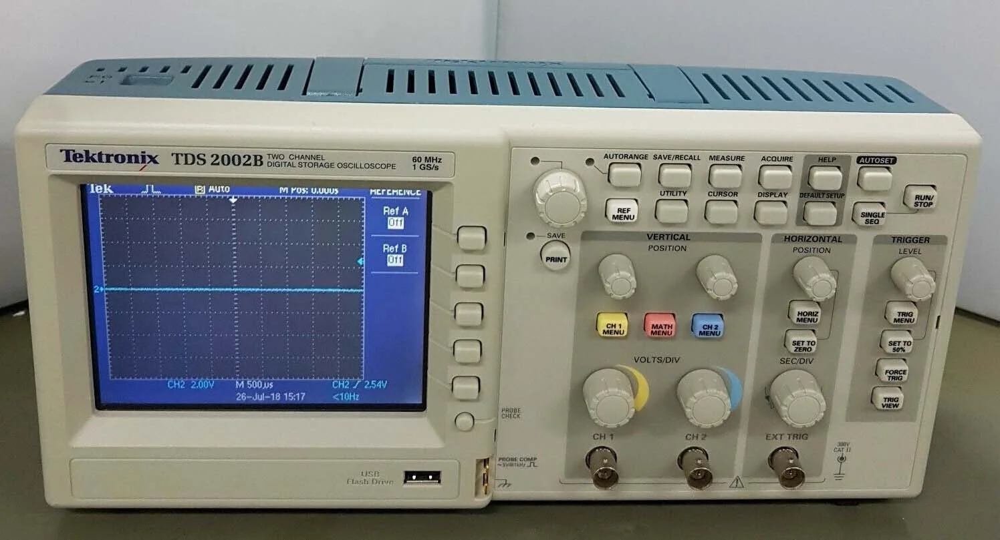 Tektronix TDS 2002B TWO CHANNEL
DIGITAL STORAGE OSCILLOSCOPE
60 MHz
1 GS/s
Tek
R Auto
M Pos: 0.000s
REFERENCE
Ref A
Off
Ref B
Off
2
CH2 2.00V
M 500µs
CH2 2.54V
26-Jul-18 15:17
<10Hz
USB
Flash Drive
PROBE
CHECK
PROBE COMP
~5V@1kHz
AUTORANGE SAVE/RECALL MEASURE ACQUIRE HELP AUTOSET
REF
MENU
UTILITY CURSOR DISPLAY DEFAULT SETUP
SINGLE
SEQ
RUN/
STOP
SAVE
PRINT
VERTICAL
POSITION
CH 1
MENU
MATH
MENU
CH 2
MENU
VOLTS/DIV
CH 1
CH 2
HORIZONTAL
POSITION
HORIZ
MENU
SET TO
ZERO
SEC/DIV
EXT TRIG
TRIGGER
LEVEL
TRIG
MENU
SET TO
50%
FORCE
TRIG
TRIG
VIEW
300V
CAT II